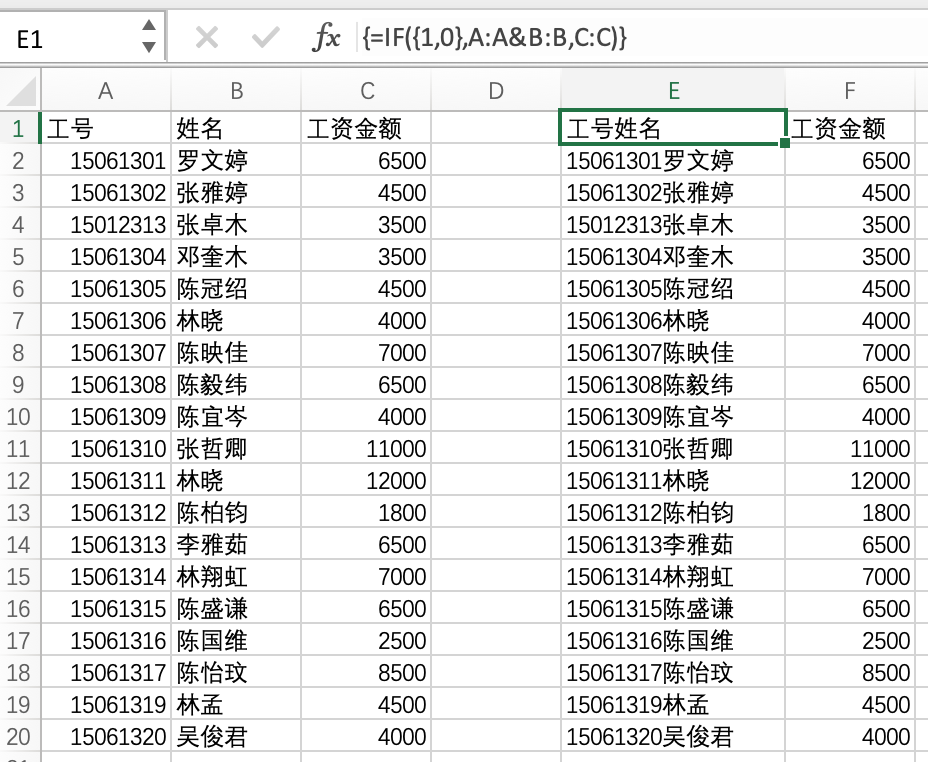 E1 fx {=IF({1,0},A:A&B:B,C:C)}
A B C D E F
1 工号 姓名 工资金额 工号姓名 工资金额
2 15061301 罗文婷 6500 15061301罗文婷 6500
3 15061302 张雅婷 4500 15061302张雅婷 4500
4 15012313 张卓木 3500 15012313张卓木 3500
5 15061304 邓奎木 3500 15061304邓奎木 3500
6 15061305 陈冠绍 4500 15061305陈冠绍 4500
7 15061306 林晓 4000 15061306林晓 4000
8 15061307 陈映佳 7000 15061307陈映佳 7000
9 15061308 陈毅纬 6500 15061308陈毅纬 6500
10 15061309 陈宜岑 4000 15061309陈宜岑 4000
11 15061310 张哲卿 11000 15061310张哲卿 11000
12 15061311 林晓 12000 15061311林晓 12000
13 15061312 陈柏钧 1800 15061312陈柏钧 1800
14 15061313 李雅茹 6500 15061313李雅茹 6500
15 15061314 林翔虹 7000 15061314林翔虹 7000
16 15061315 陈盛谦 6500 15061315陈盛谦 6500
17 15061316 陈国维 2500 15061316陈国维 2500
18 15061317 陈怡玟 8500 15061317陈怡玟 8500
19 15061319 林孟 4500 15061319林孟 4500
20 15061320 吴俊君 4000 15061320吴俊君 4000